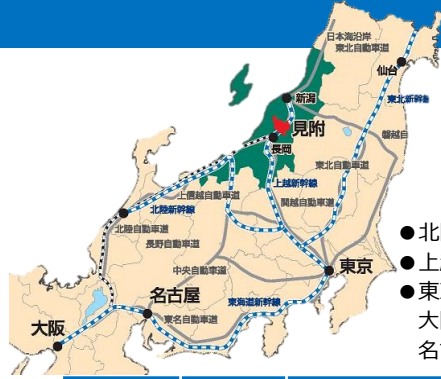 日本海沿岸
東北自動車道
仙台
新潟
東北新幹線
見附
磐越自
長岡
東北自動車道
上信越自動車道
上越新幹線
北陸新幹線
関越自動車道
北陸自動車道
長野自動車道
中央自動車道
東京
名古屋
東海道新幹線
東名自動車道
大阪
●北
●上
●東
大
名